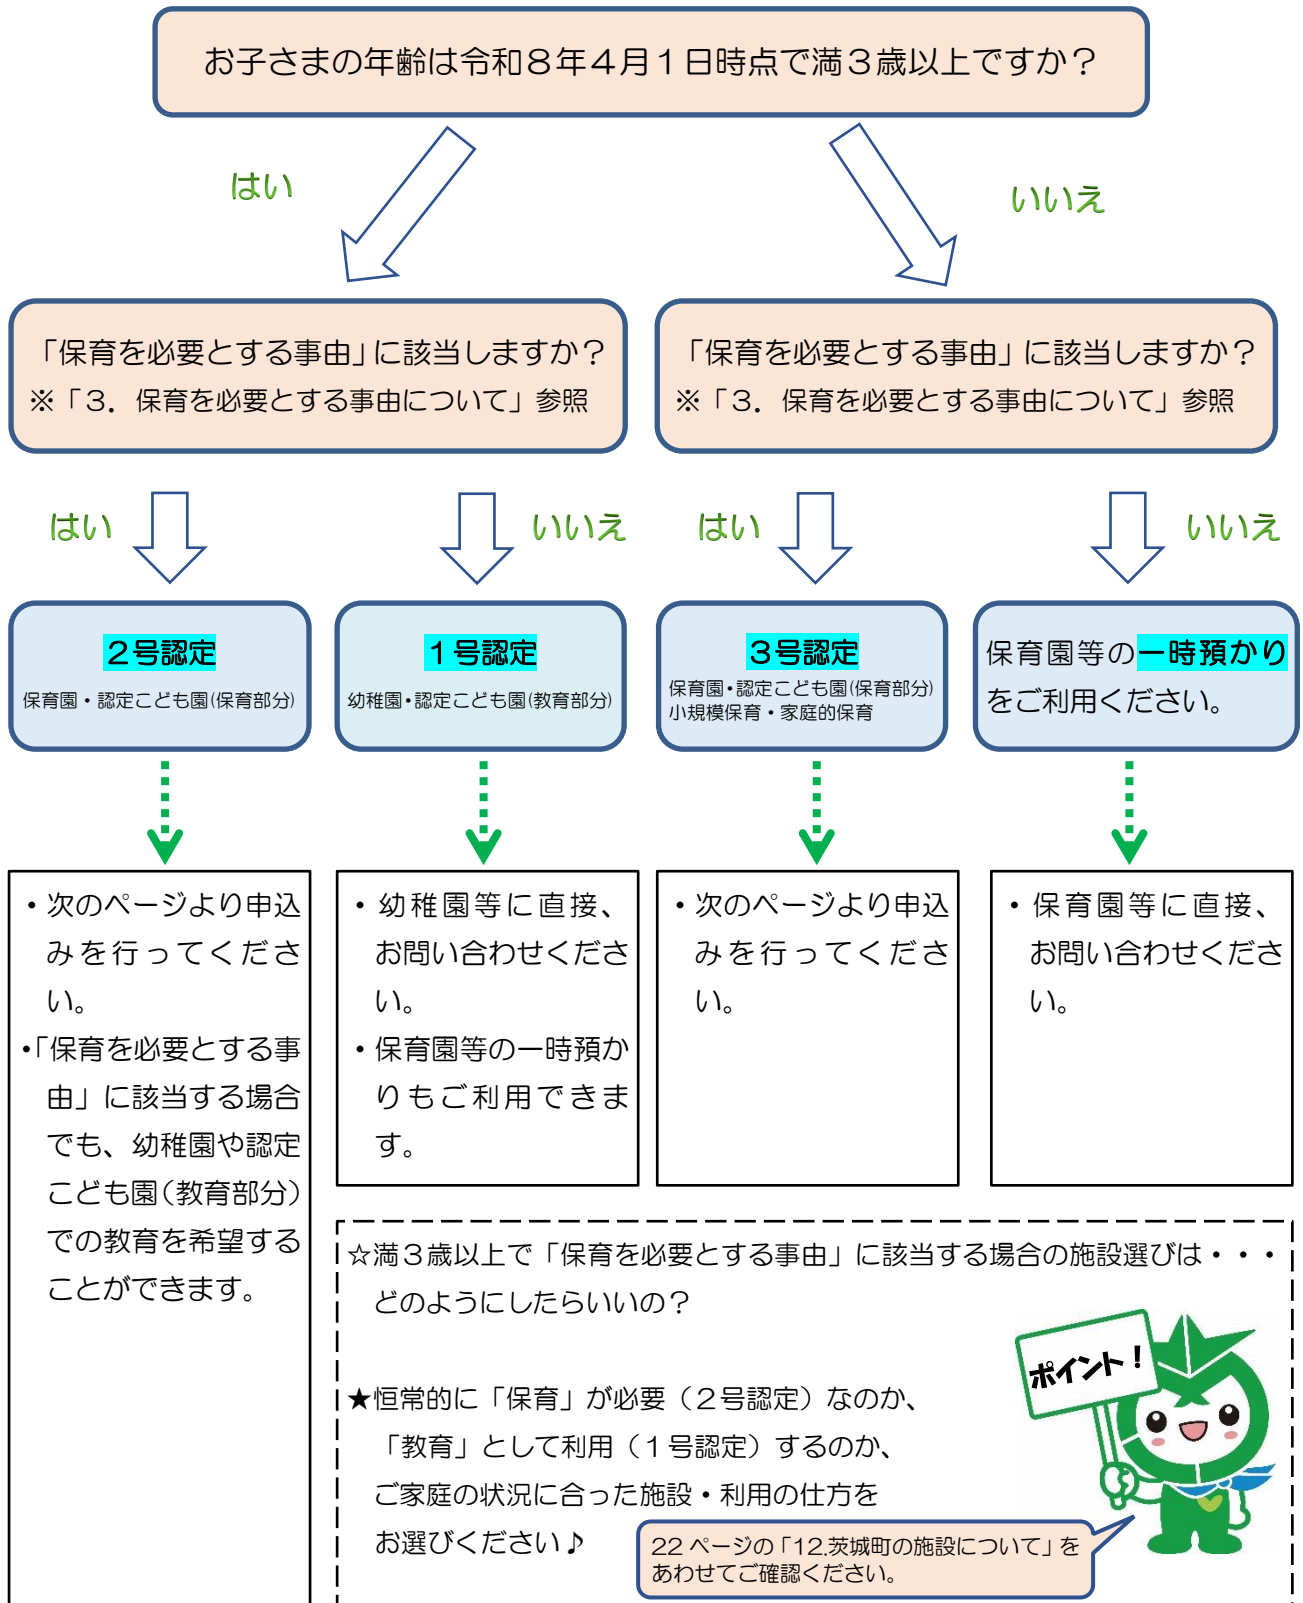 お子さまの年齢は令和８年４月１日時点で満３歳以上ですか？
はい
いいえ
「保育を必要とする事由」に該当しますか？
※「３．保育を必要とする事由について」参照
「保育を必要とする事由」に該当しますか？
※「３．保育を必要とする事由について」参照
はい
いいえ
はい
いいえ
２号認定
保育園・認定こども園(保育部分)
１号認定
幼稚園・認定こども園(教育部分)
３号認定
保育園・認定こども園(保育部分)
小規模保育・家庭的保育
保育園等の一時預かり
をご利用ください。
・次のページより申込
みを行ってくださ
い。
・「保育を必要とする事
由」に該当する場合
でも、幼稚園や認定
こども園（教育部分）
での教育を希望する
ことができます。
・幼稚園等に直接、
お問い合わせくださ
い。
・保育園等の一時預か
りもご利用できま
す。
・次のページより申込
みを行ってくださ
い。
・保育園等に直接、
お問い合わせくださ
い。
☆満３歳以上で「保育を必要とする事由」に該当する場合の施設選びは・・・
どのようにしたらいいの？
★恒常的に「保育」が必要（２号認定）なのか、
「教育」として利用（１号認定）するのか、
ご家庭の状況に合った施設・利用の仕方を
お選びください♪
ポイント！
22 ページの「12.茨城町の施設について」を
あわせてご確認ください。